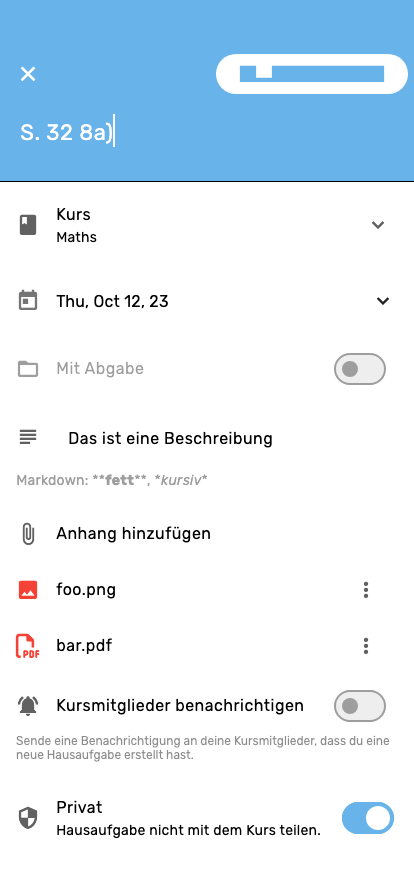 S. 32 8a)
Kurs
Maths
Thu, Oct 12, 23
Mit Abgabe
Das ist eine Beschreibung
Markdown: **fett**, *kursiv*
Anhang hinzufügen
foo.png
PDF bar.pdf
Kursmitglieder benachrichtigen
Sende eine Benachrichtigung an deine Kursmitglieder, dass du eine
neue Hausaufgabe erstellt hast.
Privat
Hausaufgabe nicht mit dem Kurs teilen.